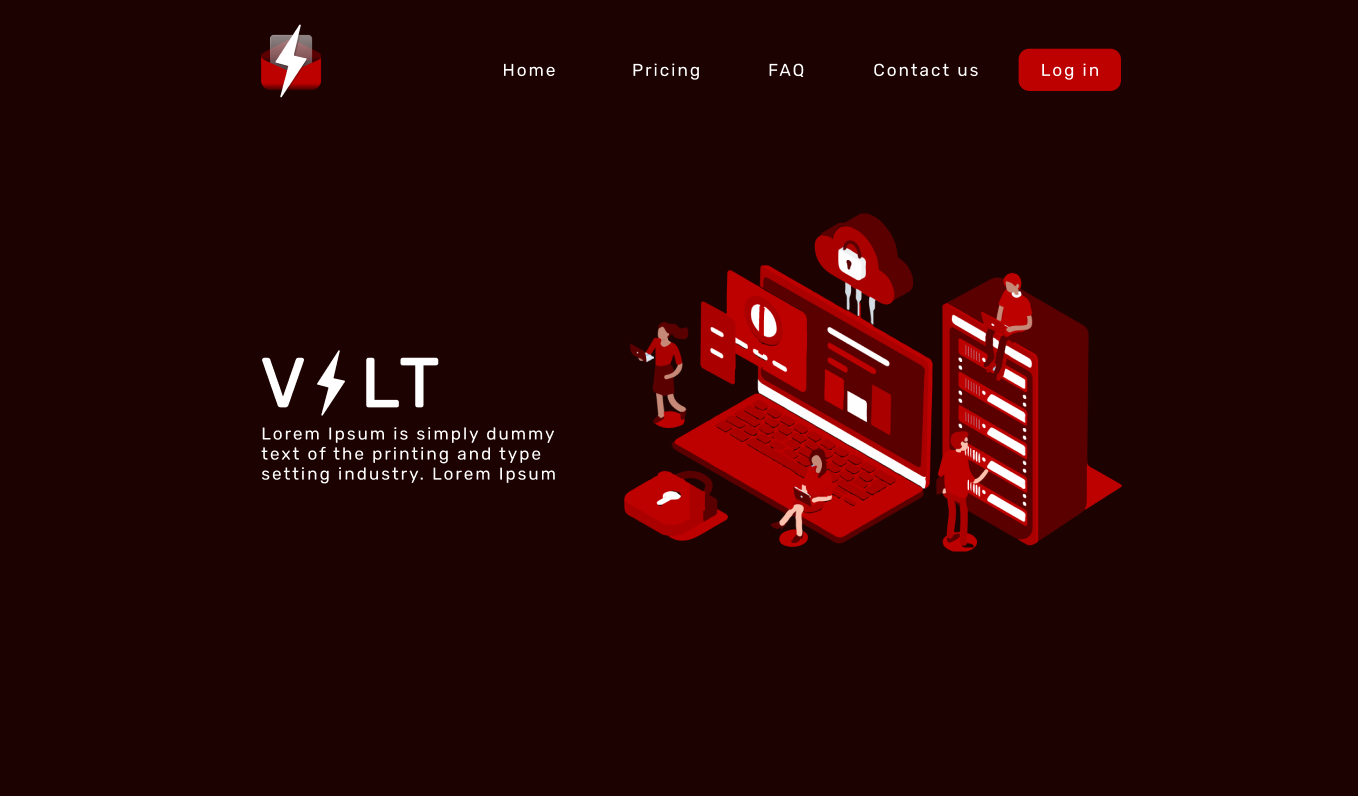 Home
Pricing
FAQ
Contact us
Log in
V⚡LT
Lorem Ipsum is simply dummy
text of the printing and type
setting industry. Lorem Ipsum